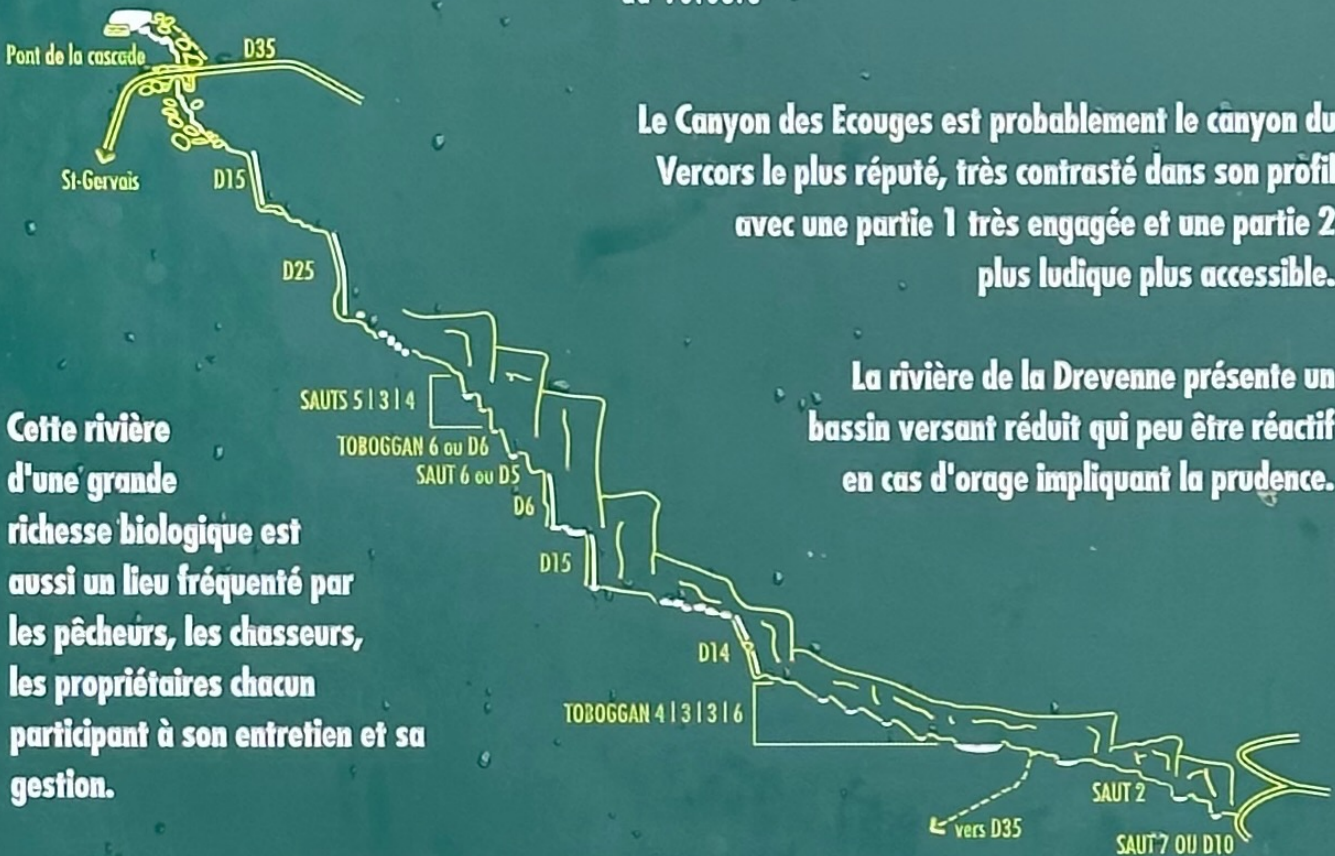 Pont de la cascade
D35
St-Gervais
D15
D25
SAUTS 5 | 3 | 4
TOBOGGAN 6 ou D6
SAUT 6 ou D5
D6
D15
D14
TOBOGGAN 4 | 3 | 3 | 6
SAUT 2
vers D35
SAUT 7 OU D10
Le Canyon des Ecouges est probablement le canyon du
Vercors le plus réputé, très contrasté dans son profil
avec une partie 1 très engagée et une partie 2
plus ludique plus accessible.
La rivière de la Drevenne présente un
bassin versant réduit qui peu être réactif
en cas d'orage impliquant la prudence.
Cette rivière
d'une grande
richesse biologique est
aussi un lieu fréquenté par
les pêcheurs, les chasseurs,
les propriétaires chacun
participant à son entretien et sa
gestion.